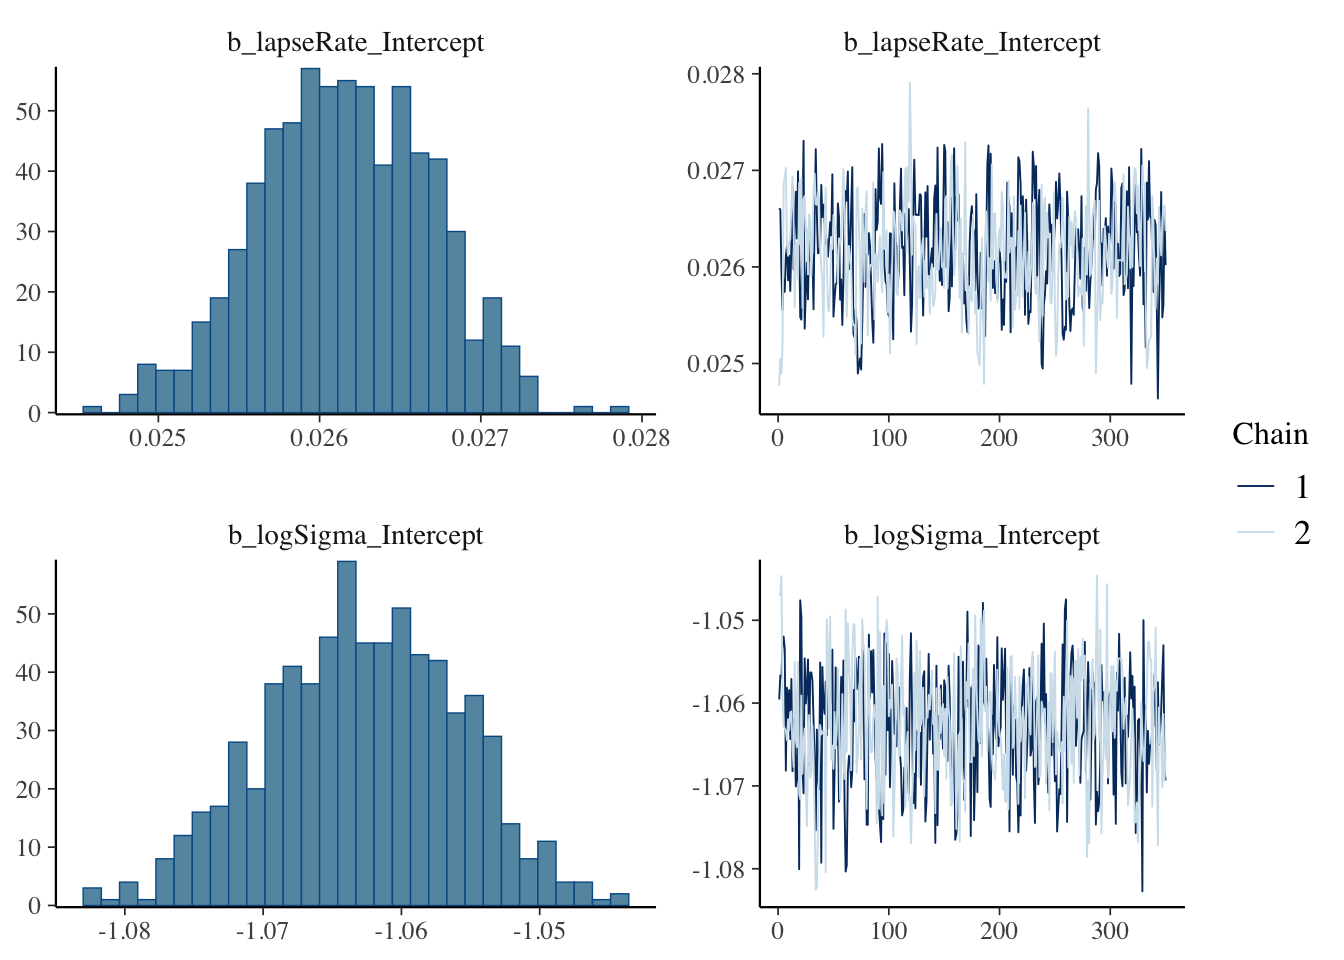 b_lapseRate_Intercept
50
40
30
20
10
0
0.025 0.026 0.027 0.028
b_lapseRate_Intercept
0.028
0.027
0.026
0.025
0 100 200 300
b_logSigma_Intercept
50
40
30
20
10
0
-1.08 -1.07 -1.06 -1.05
b_logSigma_Intercept
-1.05
-1.06
-1.07
-1.08
0 100 200 300
Chain
1
2